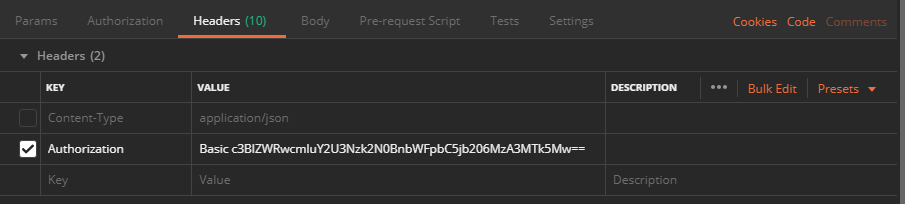 Params Authorization Headers (10) Body Pre-request Script Tests Settings Cookies Code Comments
Headers (2)
KEY VALUE DESCRIPTION ••• Bulk Edit Presets
Content-Type application/json
Authorization Basic c3BlZWRwcmluY2U3Nzk2N0BnbWFpbC5jb206MzA3MTk5Mw==
Key Value Description